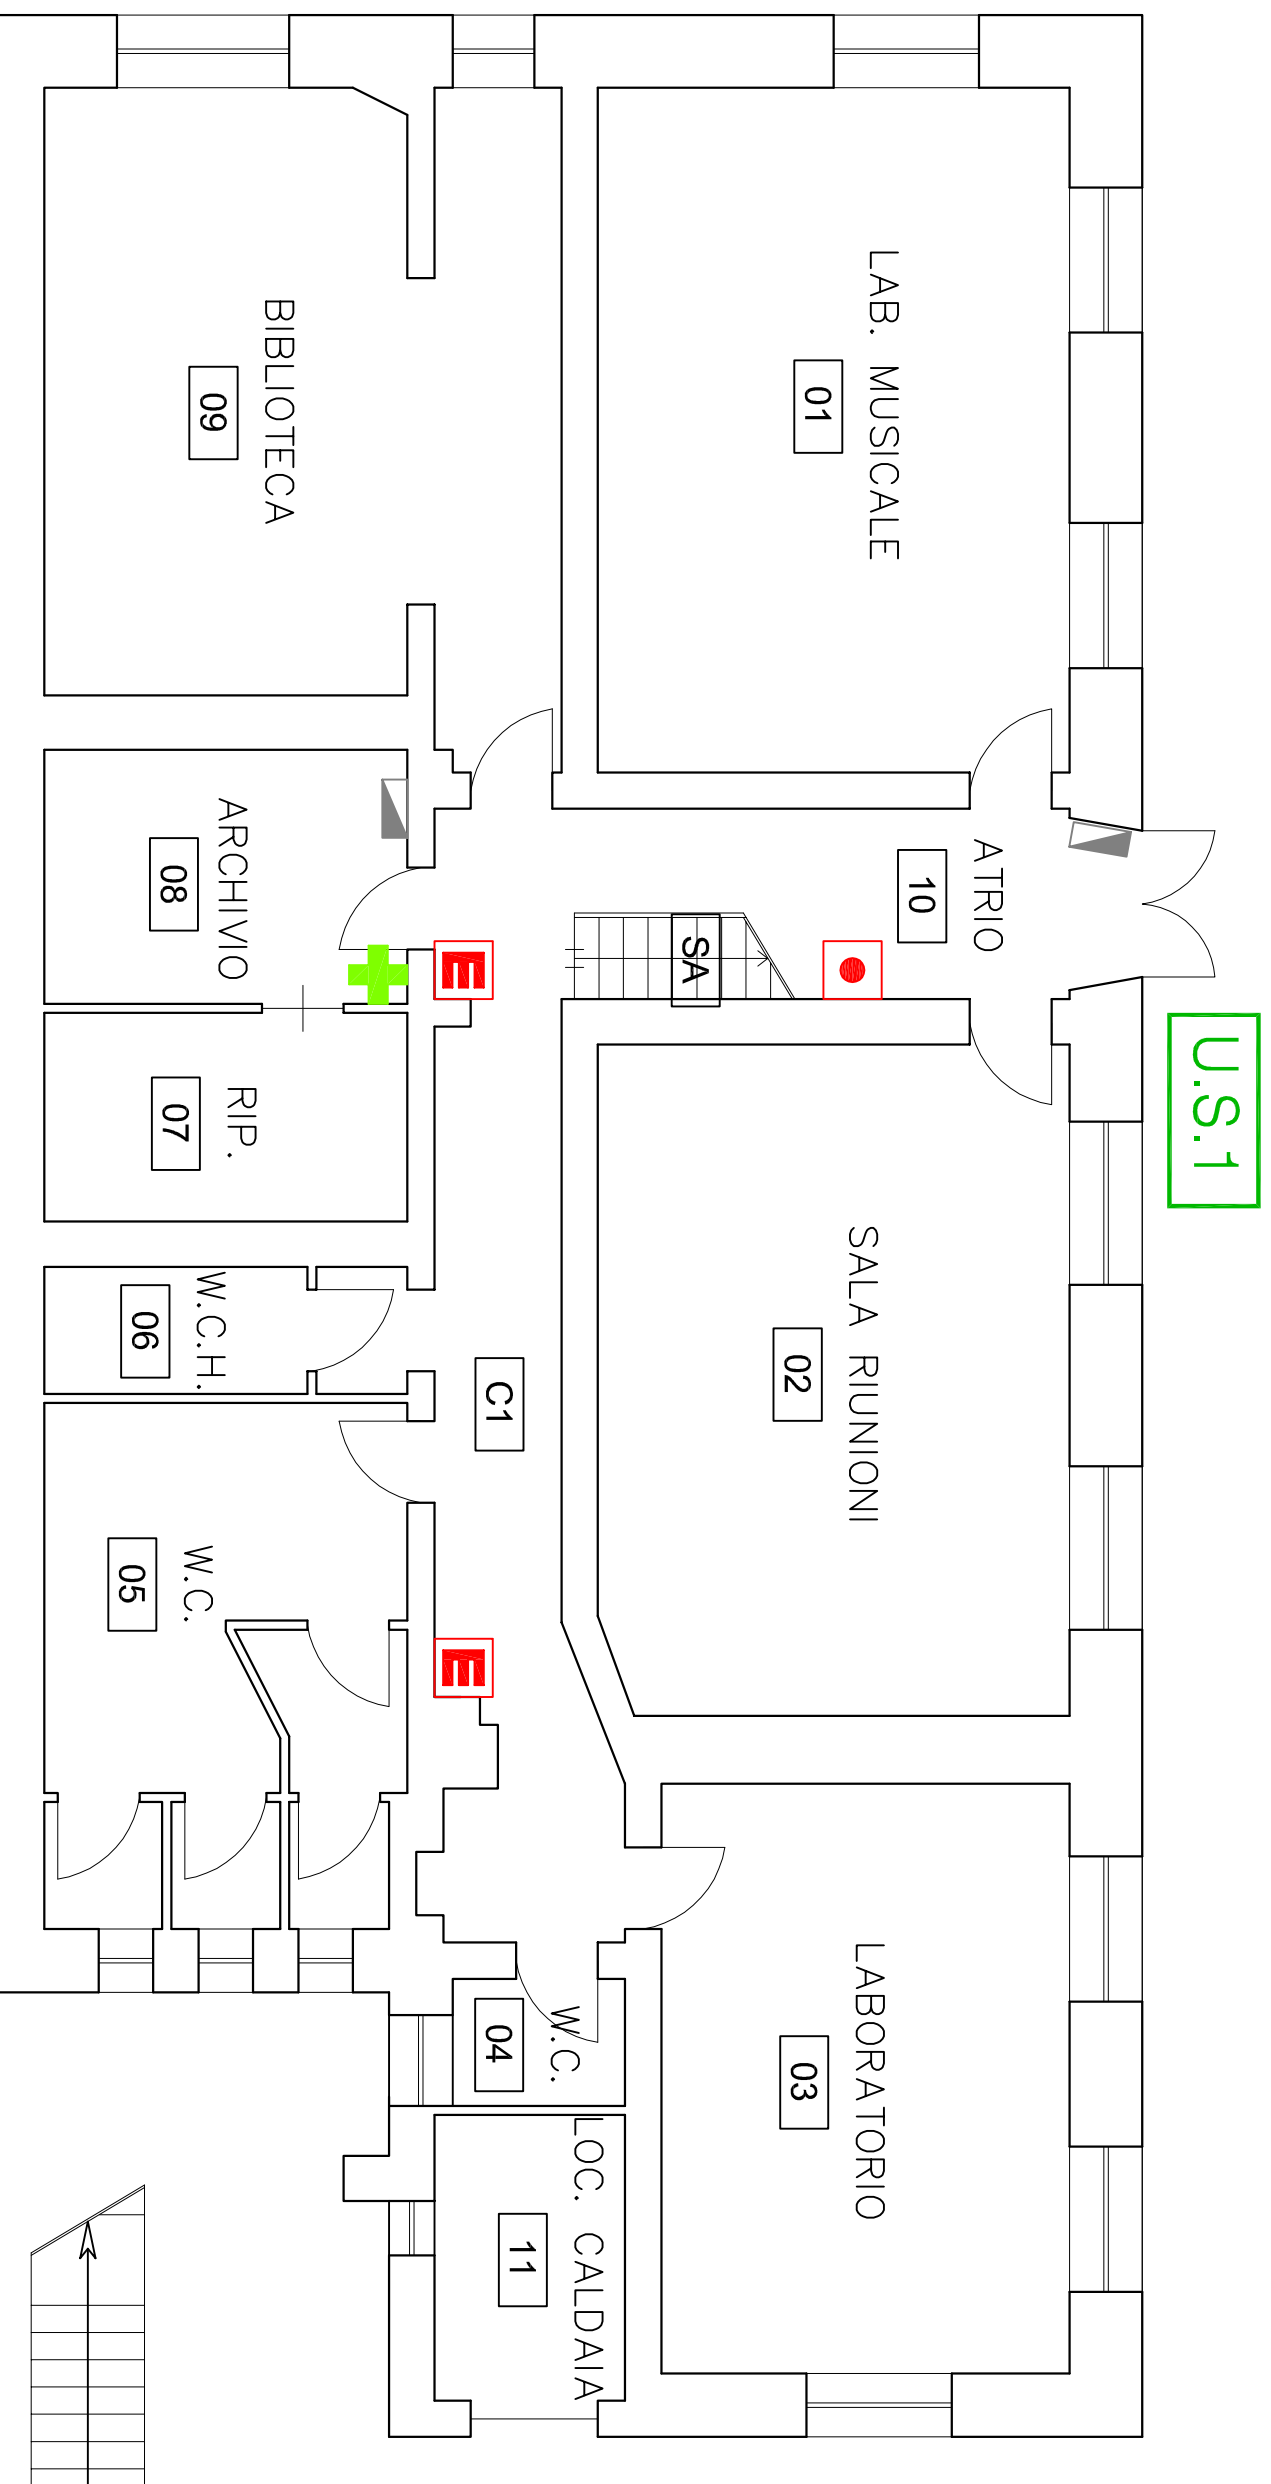 U.S.1
LAB. MUSICALE
01
ATRIO
10
SALA RIUNIONI
02
LABORATORIO
03
SA
E
C1
E
W.C.
04
LOC. CALDAIA
11
BIBLIOTECA
09
ARCHIVIO
08
RIP.
07
W.C.H.
06
W.C.
05